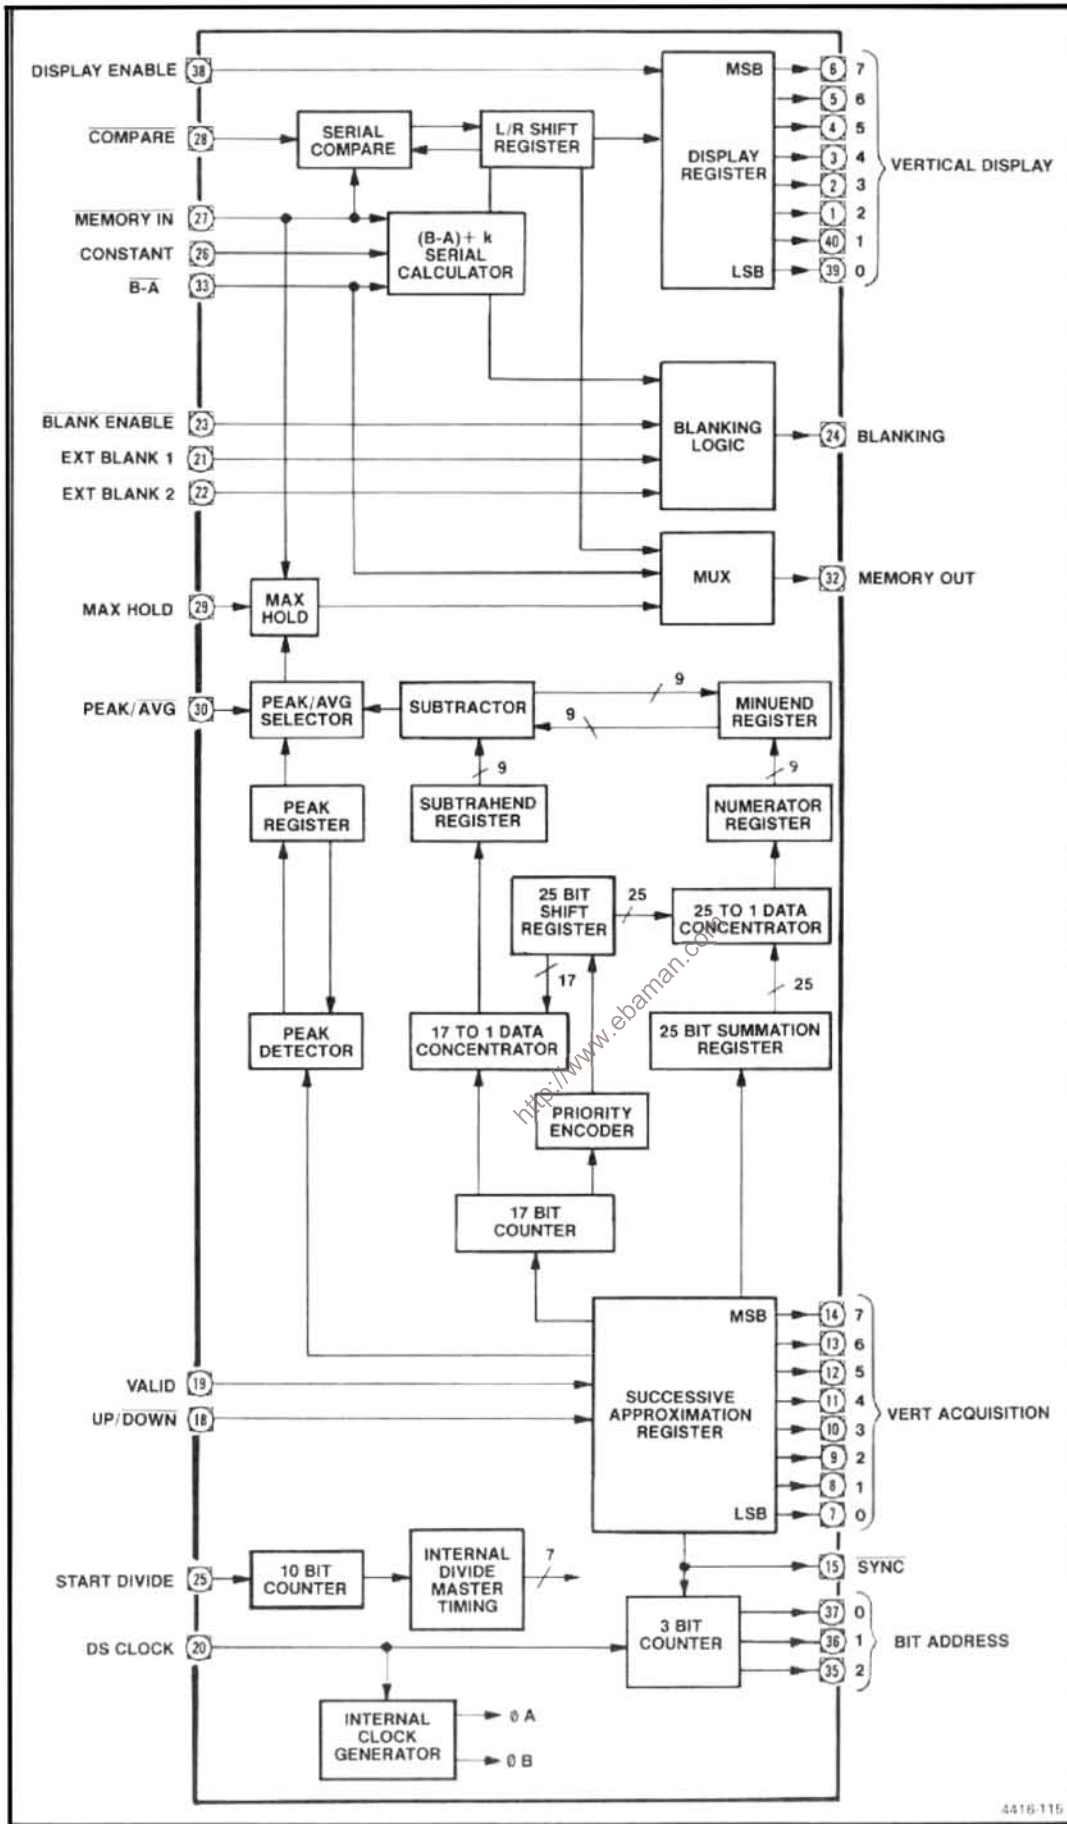 DISPLAY ENABLE 38
COMPARE 28
MEMORY IN 27
CONSTANT 26
B-A 33
SERIAL
COMPARE
L/R SHIFT
REGISTER
(B-A)+ k
SERIAL
CALCULATOR
MSB
DISPLAY
REGISTER
LSB
6 7
5 6
4 5
3 4
2 3
1 2
40 1
39 0
VERTICAL DISPLAY
BLANK ENABLE 23
EXT BLANK 1 21
EXT BLANK 2 22
BLANKING
LOGIC
24 BLANKING
MUX
32 MEMORY OUT
MAX HOLD 29
MAX
HOLD
PEAK/AVG 30
PEAK/AVG
SELECTOR
SUBTRACTOR
9
9
MINUEND
REGISTER
9
9
PEAK
REGISTER
SUBTRAHEND
REGISTER
NUMERATOR
REGISTER
25 BIT
SHIFT
REGISTER
25
25 TO 1 DATA
CONCENTRATOR
17
25
PEAK
DETECTOR
17 TO 1 DATA
CONCENTRATOR
25 BIT SUMMATION
REGISTER
http://www.ebaman.com
PRIORITY
ENCODER
17 BIT
COUNTER
VALID 19
UP/DOWN 18
MSB
SUCCESSIVE
APPROXIMATION
REGISTER
LSB
14 7
13 6
12 5
11 4
10 3
9 2
8 1
7 0
VERT ACQUISITION
15 SYNC
START DIVIDE 25
10 BIT
COUNTER
INTERNAL
DIVIDE
MASTER
TIMING
7
DS CLOCK 20
3 BIT
COUNTER
37 0
36 1
35 2
BIT ADDRESS
INTERNAL
CLOCK
GENERATOR
Ø A
Ø B
4416-115